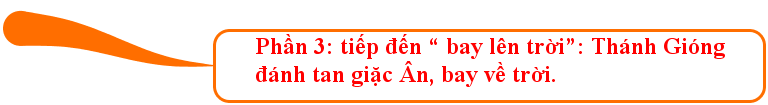 Phần 3: tiếp đến “ bay lên trời”: Thánh Gióng
đánh tan giặc Ân, bay về trời.